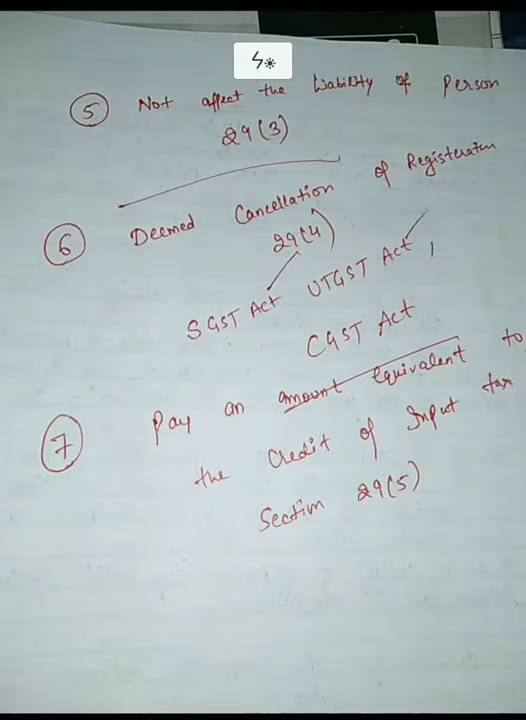 5 Not affect the Liability of Person
29(3)
6 Deemed Cancellation of Registration
29(4)
SGST Act UTGST Act,
CGST Act
7 Pay an amount equivalent to
the Credit of Input tax
Section 29(5)